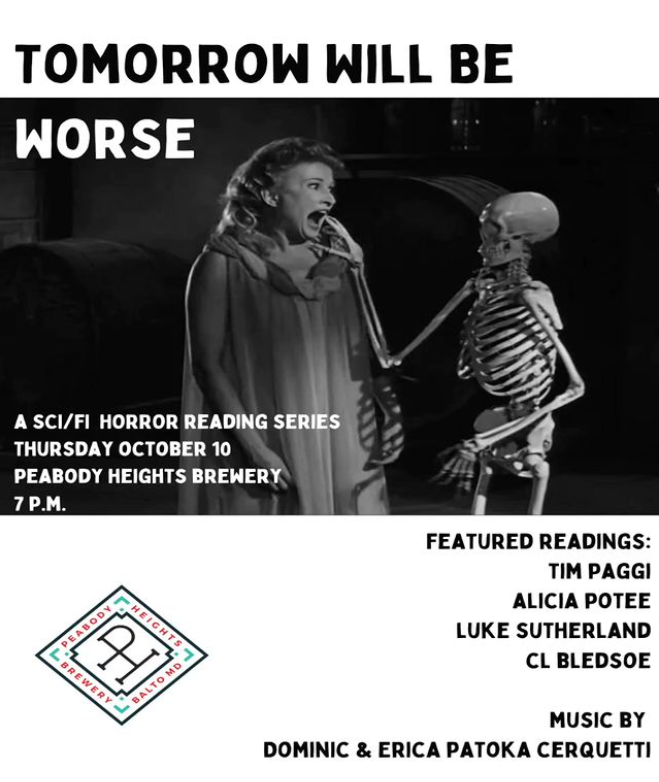 TOMORROW WILL BE
WORSE
A SCI/FI HORROR READING SERIES
THURSDAY OCTOBER 10
PEABODY HEIGHTS BREWERY
7 P.M.
FEATURED READINGS:
TIM PAGGI
ALICIA POTEE
LUKE SUTHERLAND
CL BLEDSOE
PEABODY HEIGHTS
PH
BREWERY BALTO MD
MUSIC BY
DOMINIC & ERICA PATOKA CERQUETTI